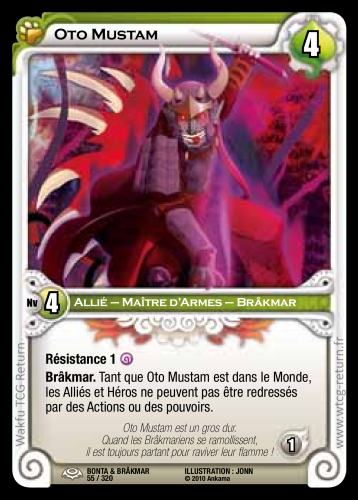 Oto Mustam
4
Nv 4 Allié – Maître d'Armes – Brâkmar
Résistance 1
Brâkmar. Tant que Oto Mustam est dans le Monde,
les Alliés et Héros ne peuvent pas être redressés
par des Actions ou des pouvoirs.
Oto Mustam est un gros dur.
Quand les Brâkmariens se ramollissent,
il est toujours partant pour raviver leur flamme !
1
BONTA & BRÂKMAR
55 / 320
ILLUSTRATION : JONN
© 2010 Ankama
Wakfu TCG Return
www.wtcg-return.fr